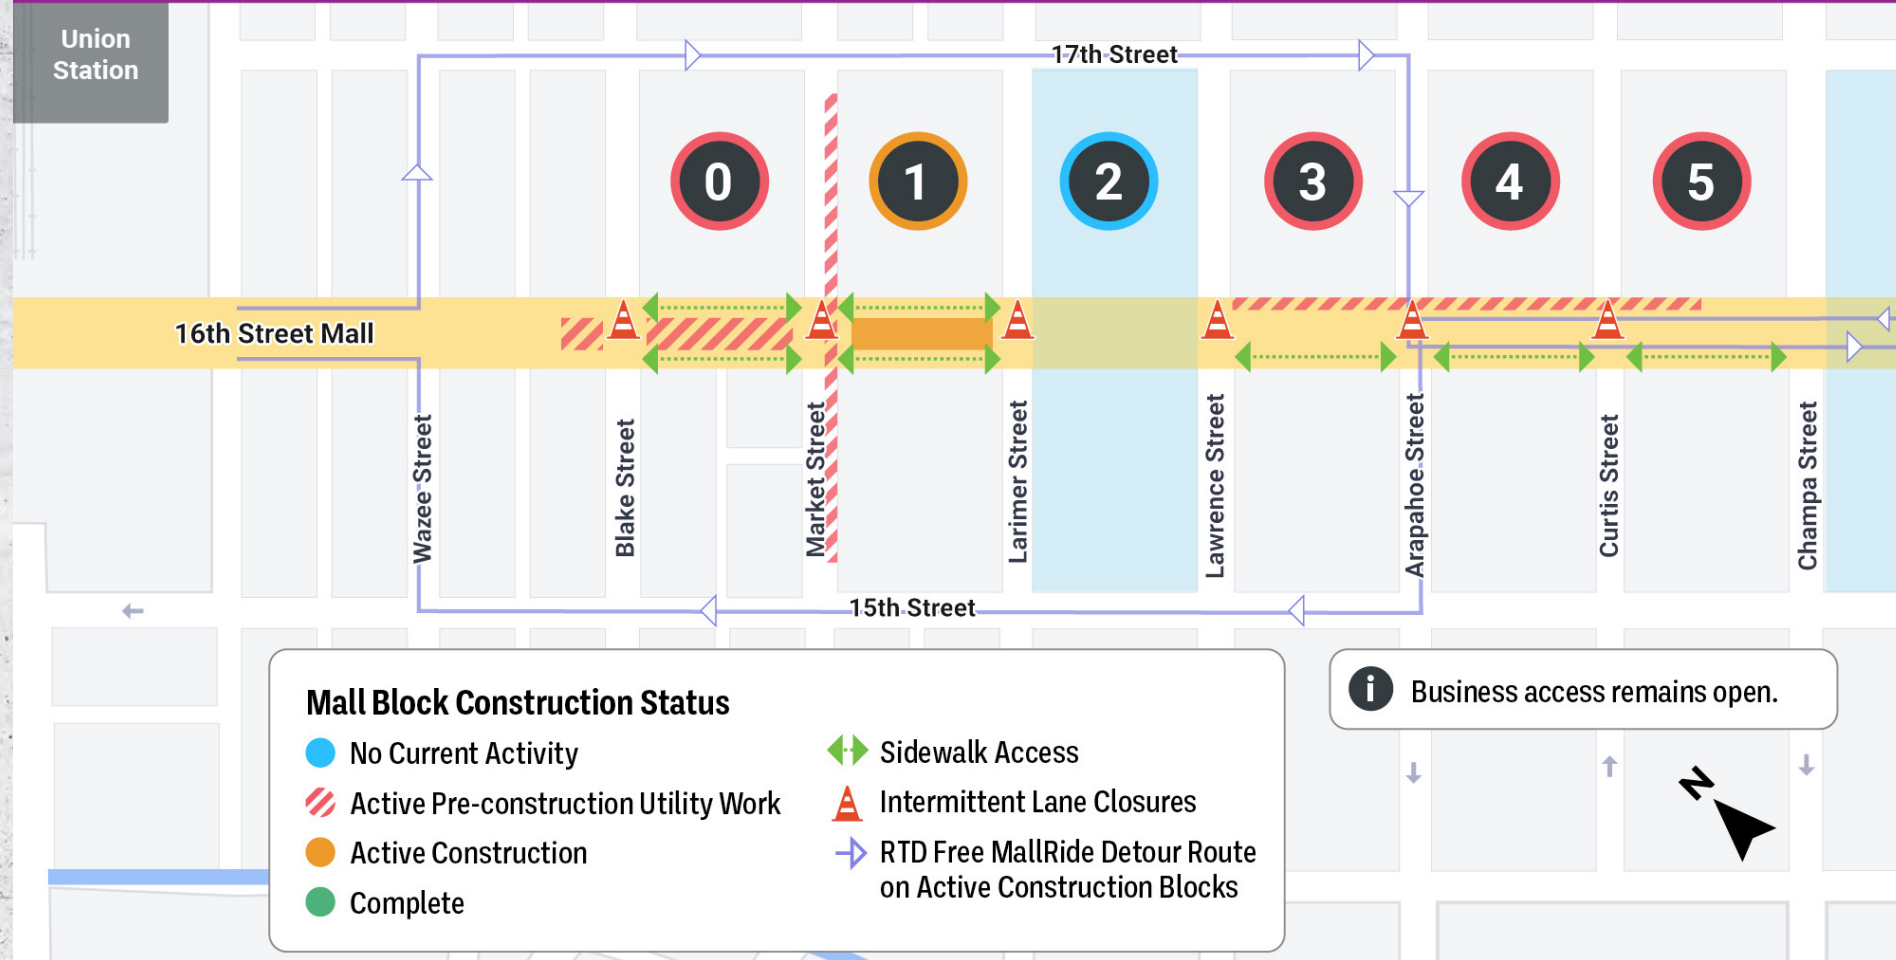 Union
Station
17th Street
0
1
2
3
4
5
16th Street Mall
Wazee Street
Blake Street
Market Street
Larimer Street
Lawrence Street
Arapahoe Street
Curtis Street
Champa Street
15th Street
Mall Block Construction Status
No Current Activity
Active Pre-construction Utility Work
Active Construction
Complete
Sidewalk Access
Intermittent Lane Closures
RTD Free MallRide Detour Route
on Active Construction Blocks
i
Business access remains open.
N